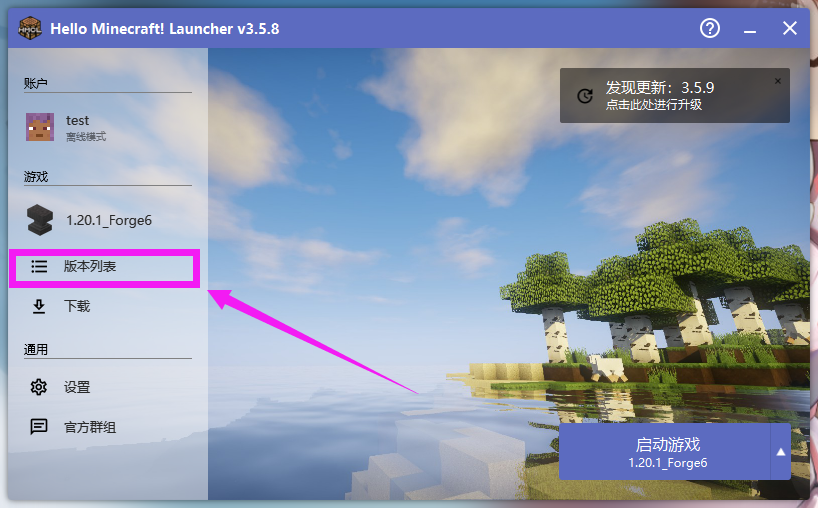 HMCL
Hello Minecraft! Launcher v3.5.8
账户
test
离线模式
游戏
1.20.1_Forge6
版本列表
下载
通用
设置
官方群组
发现更新：3.5.9
点击此处进行升级
启动游戏
1.20.1_Forge6